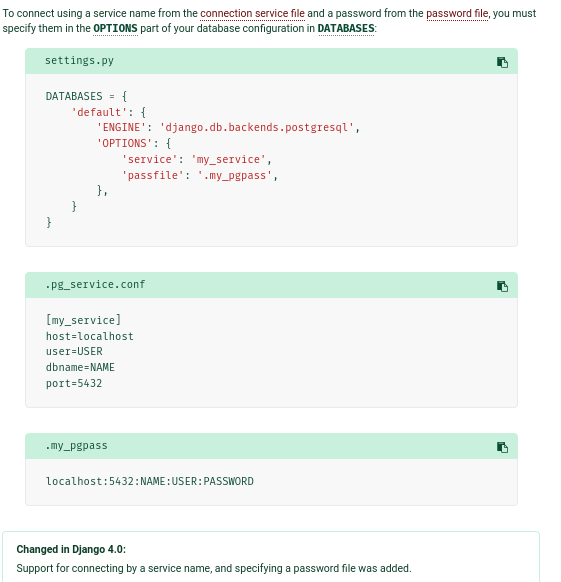 To connect using a service name from the connection service file and a password from the password file, you must
specify them in the OPTIONS part of your database configuration in DATABASES:
settings.py
DATABASES = {
    'default': {
        'ENGINE': 'django.db.backends.postgresql',
        'OPTIONS': {
            'service': 'my_service',
            'passfile': '.my_pgpass',
        },
    }
}
.pg_service.conf
[my_service]
host=localhost
user=USER
dbname=NAME
port=5432
.my_pgpass
localhost:5432:NAME:USER:PASSWORD
Changed in Django 4.0:
Support for connecting by a service name, and specifying a password file was added.